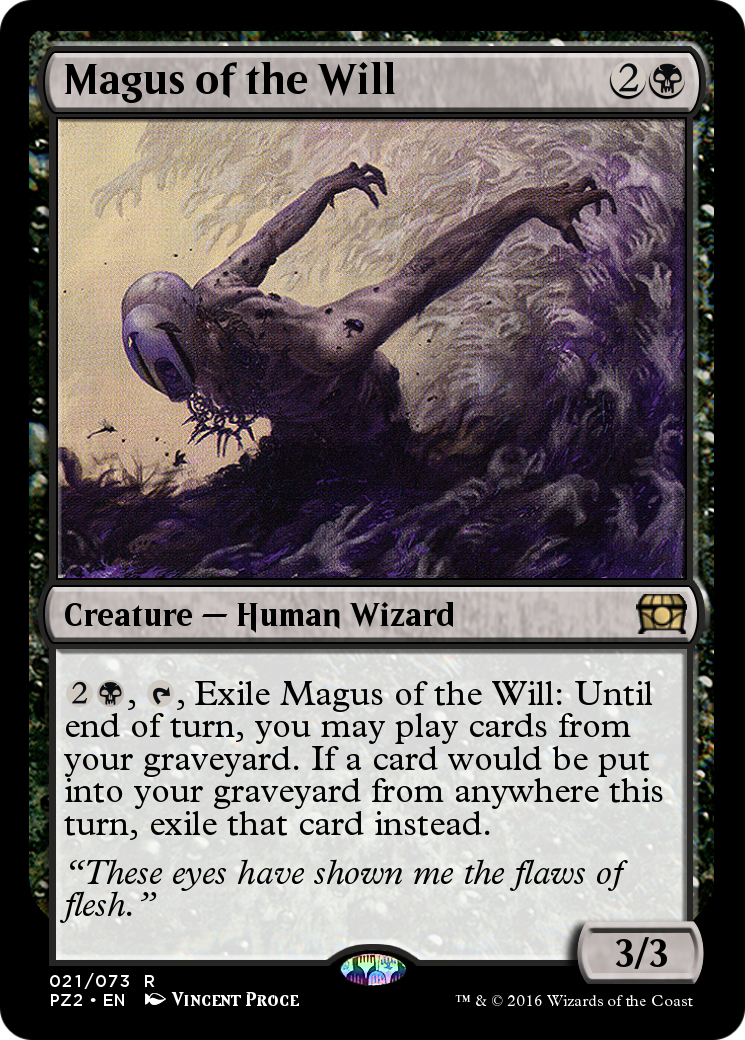 Magus of the Will 2
Creature — Human Wizard
2, , Exile Magus of the Will: Until
end of turn, you may play cards from
your graveyard. If a card would be put
into your graveyard from anywhere this
turn, exile that card instead.
“These eyes have shown me the flaws of
flesh.”
3/3
021/073 R
PZ2 • EN VINCENT PROCE
™ & © 2016 Wizards of the Coast